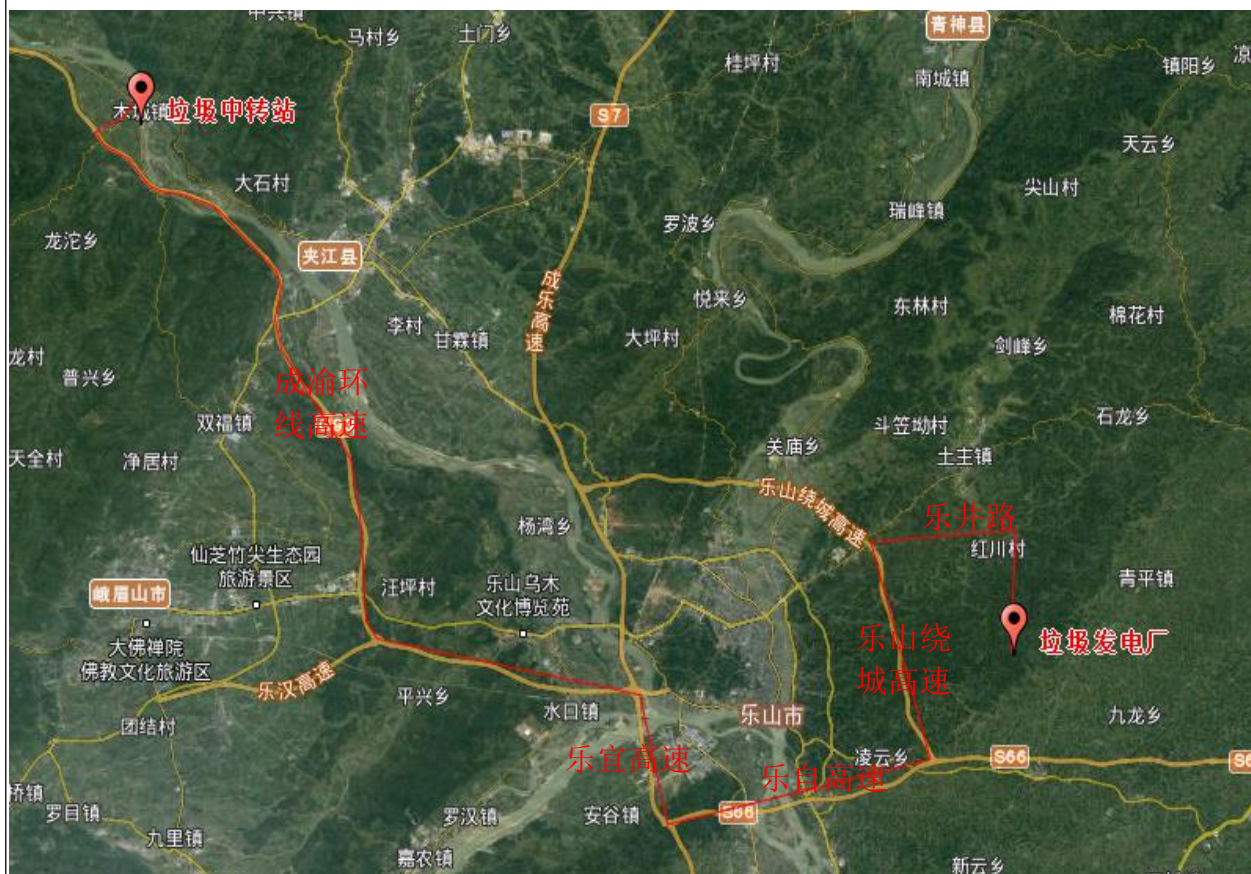 中兴镇
马村乡
土门乡
青神县
桂坪村
南城镇
镇阳乡
凉
木城镇
垃圾中转站
S7
天云乡
大石村
尖山村
瑞峰镇
罗波乡
龙沱乡
夹江县
成乐高速
悦来乡
东林村
棉花村
李村
甘霖镇
大坪村
剑峰乡
龙村
普兴乡
成渝环
线高速
双福镇
石龙乡
斗笠坳村
关庙乡
土主镇
天全村
净居村
乐山绕城高速
乐井路
杨湾乡
红川村
仙芝竹尖生态园
旅游景区
汪坪村
乐山乌木
文化博览苑
青平镇
峨眉山市
大佛禅院
佛教文化旅游区
乐山绕
城高速
垃圾发电厂
乐汉高速
平兴乡
水口镇
乐山市
九龙乡
团结村
乐宜高速
凌云乡
S66
S6
乐自高速
桥镇
罗目镇
罗汉镇
安谷镇
S66
九里镇
嘉农镇
新云乡